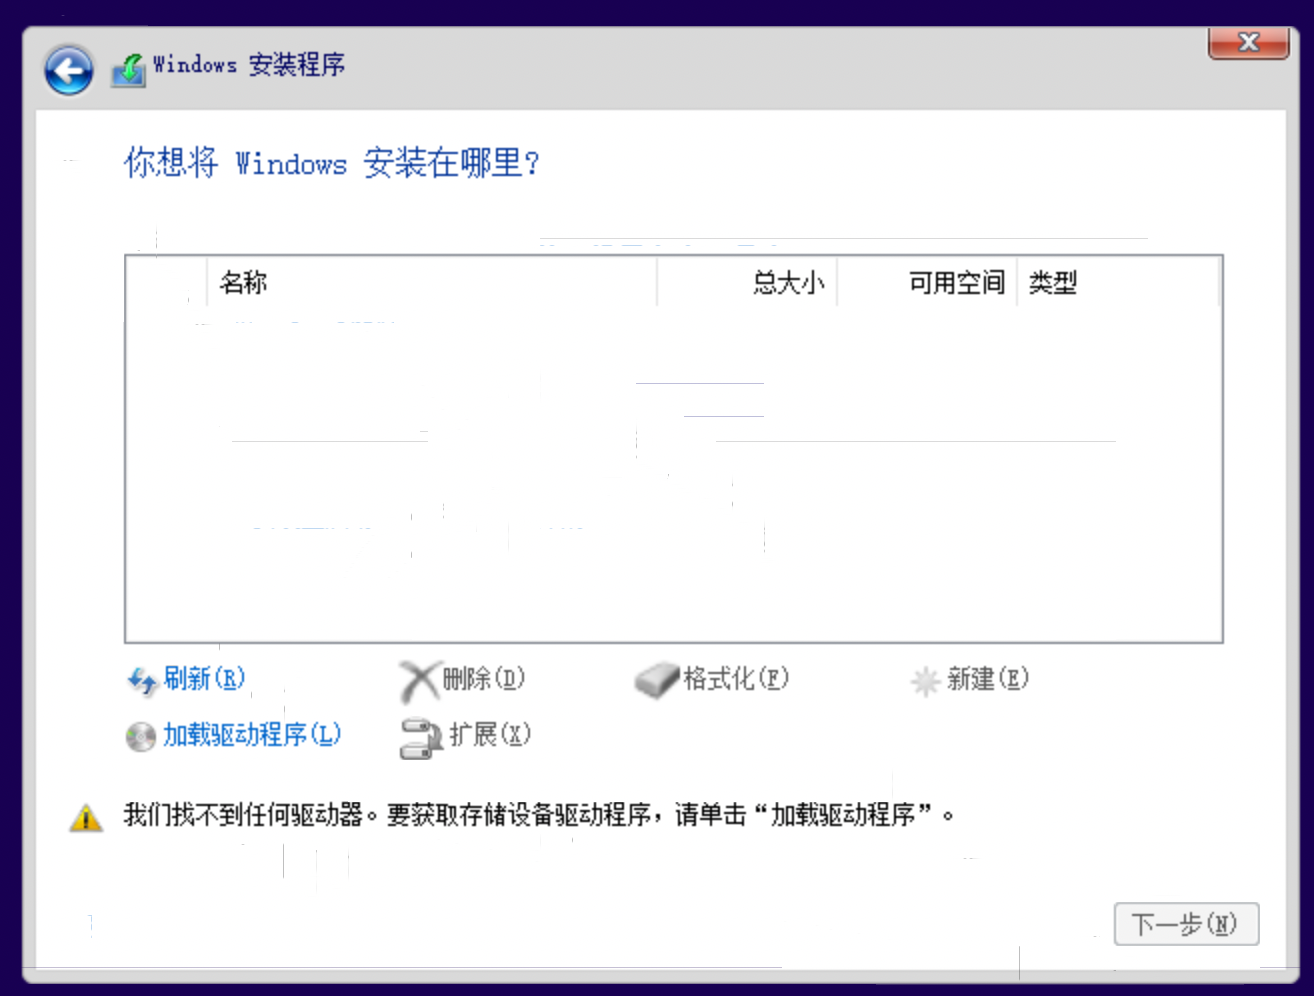 Windows 安装程序
你想将 Windows 安装在哪里?
名称 总大小 可用空间 类型
刷新(R) 删除(D) 格式化(F) 新建(E)
加载驱动程序(L) 扩展(X)
我们找不到任何驱动器。要获取存储设备驱动程序，请单击“加载驱动程序”。
下一步(N)